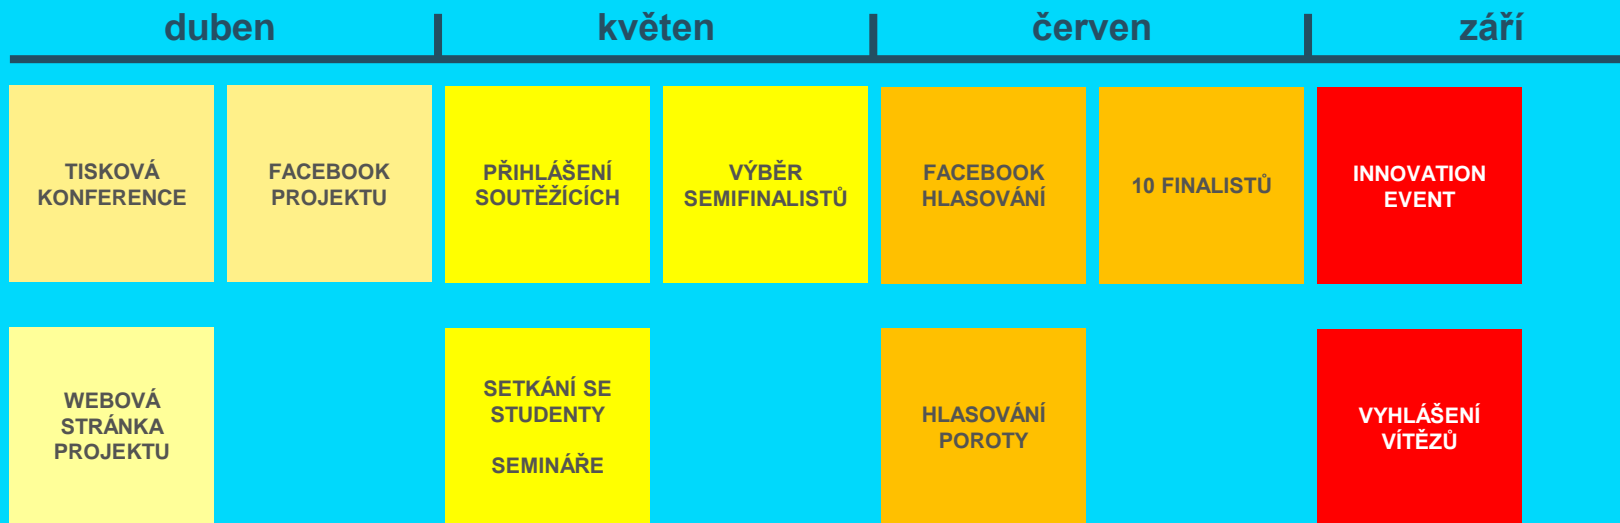 duben
květen
červen
září
TISKOVÁ
KONFERENCE
FACEBOOK
PROJEKTU
PŘIHLÁŠENÍ
SOUTĚŽÍCÍCH
VÝBĚR
SEMIFINALISTŮ
FACEBOOK
HLASOVÁNÍ
10 FINALISTŮ
INNOVATION
EVENT
WEBOVÁ
STRÁNKA
PROJEKTU
SETKÁNÍ SE
STUDENTY
SEMINÁŘE
HLASOVÁNÍ
POROTY
VYHLÁŠENÍ
VÍTĚZŮ